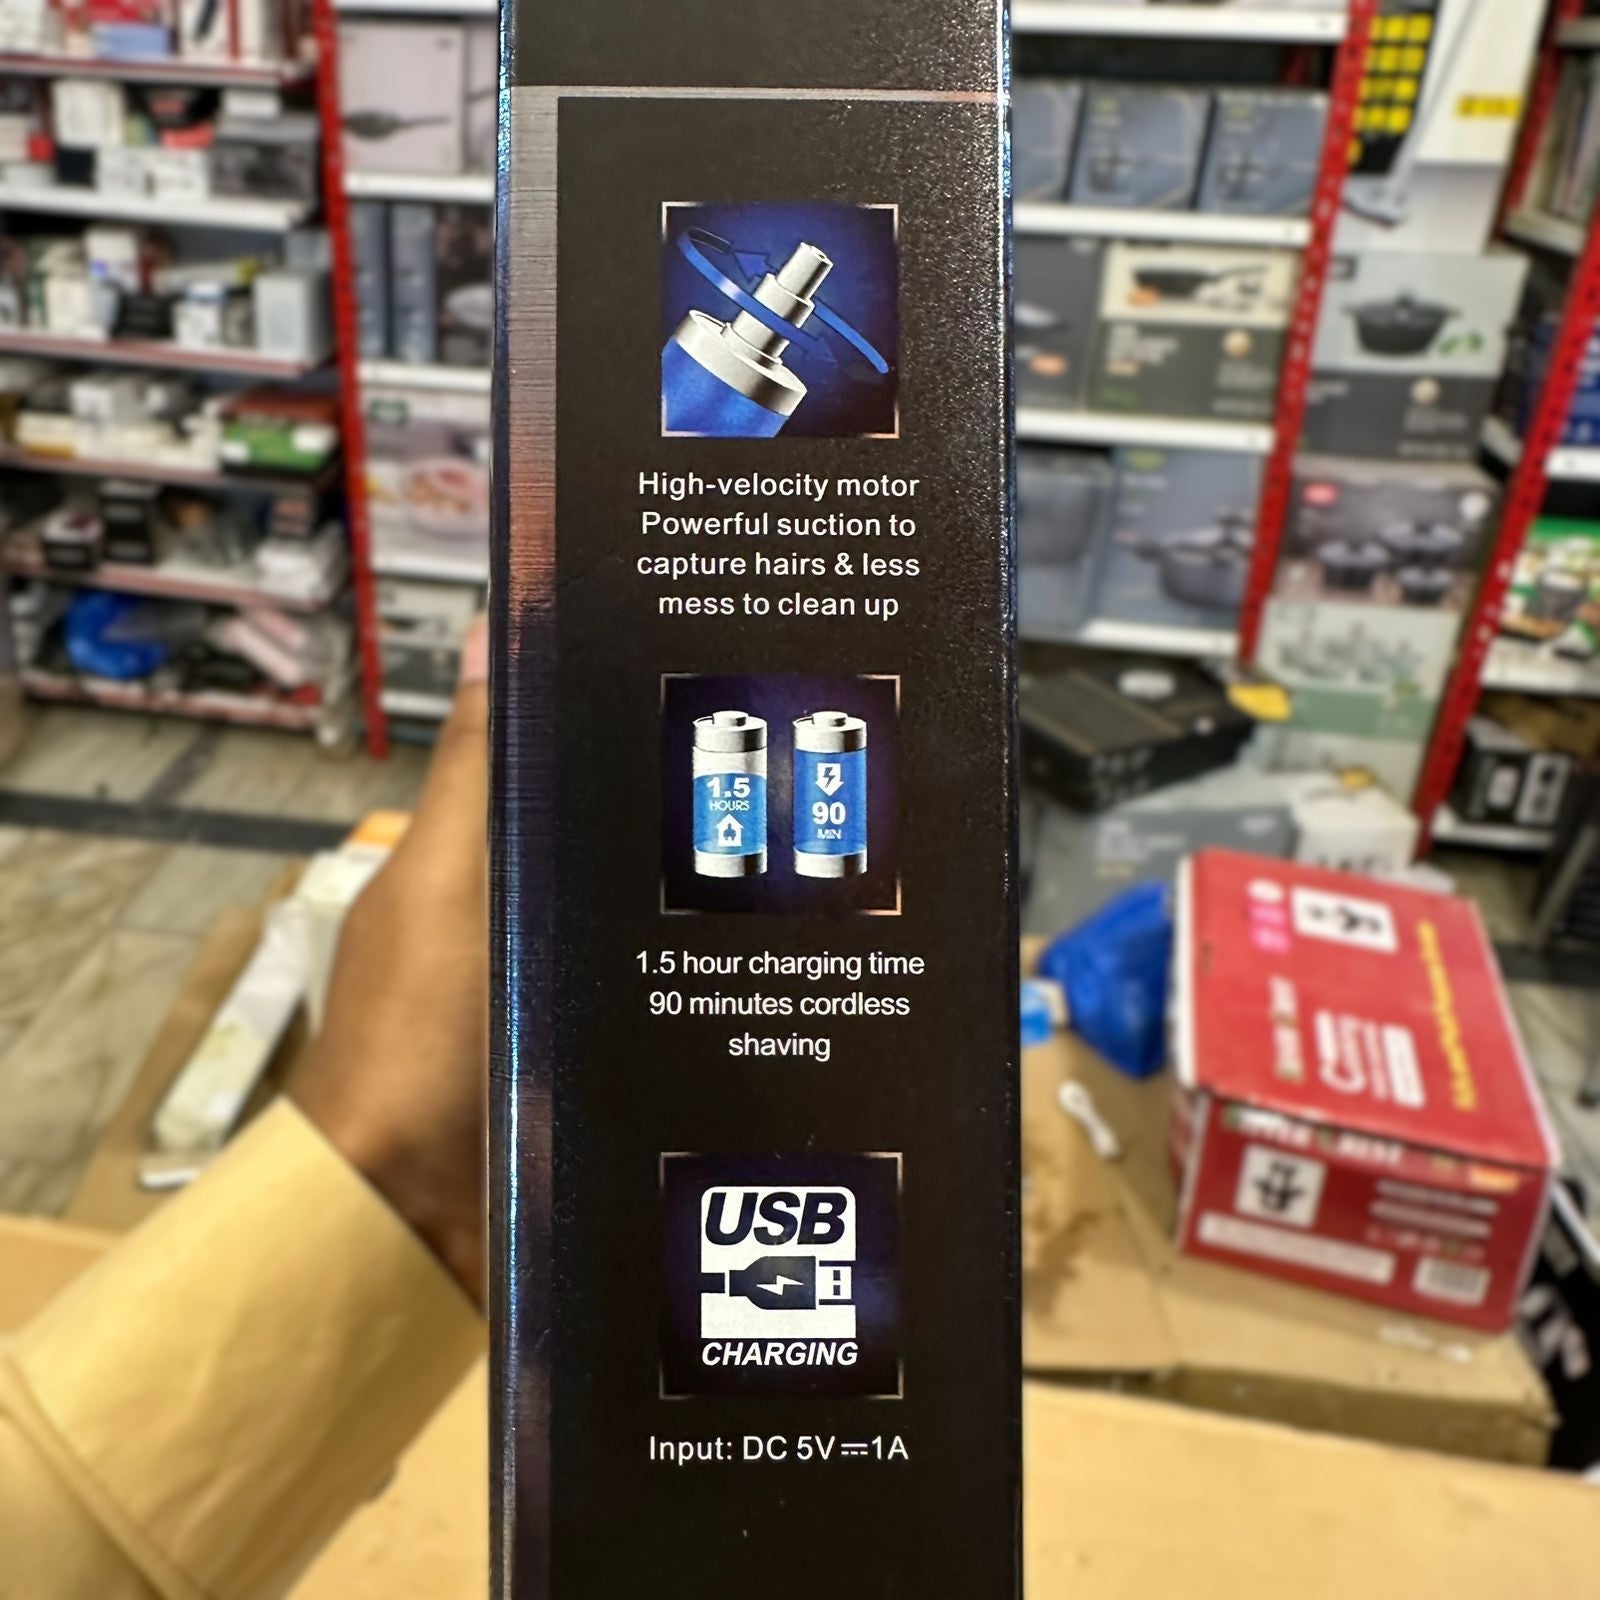 High-velocity motor
Powerful suction to
capture hairs & less
mess to clean up
1.5
HOURS
90
MIN
1.5 hour charging time
90 minutes cordless
shaving
USB
CHARGING
Input: DC 5V⎓1A